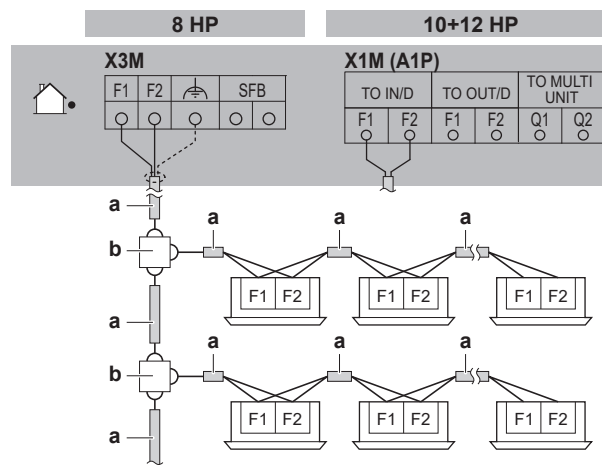 8 HP
10+12 HP
X3M
X1M (A1P)
F1 F2 SFB
TO IN/D TO OUT/D TO MULTI UNIT
F1 F2 F1 F2 Q1 Q2
a
b a a a
F1 F2 F1 F2 F1 F2
a
b a a a
F1 F2 F1 F2 F1 F2
a